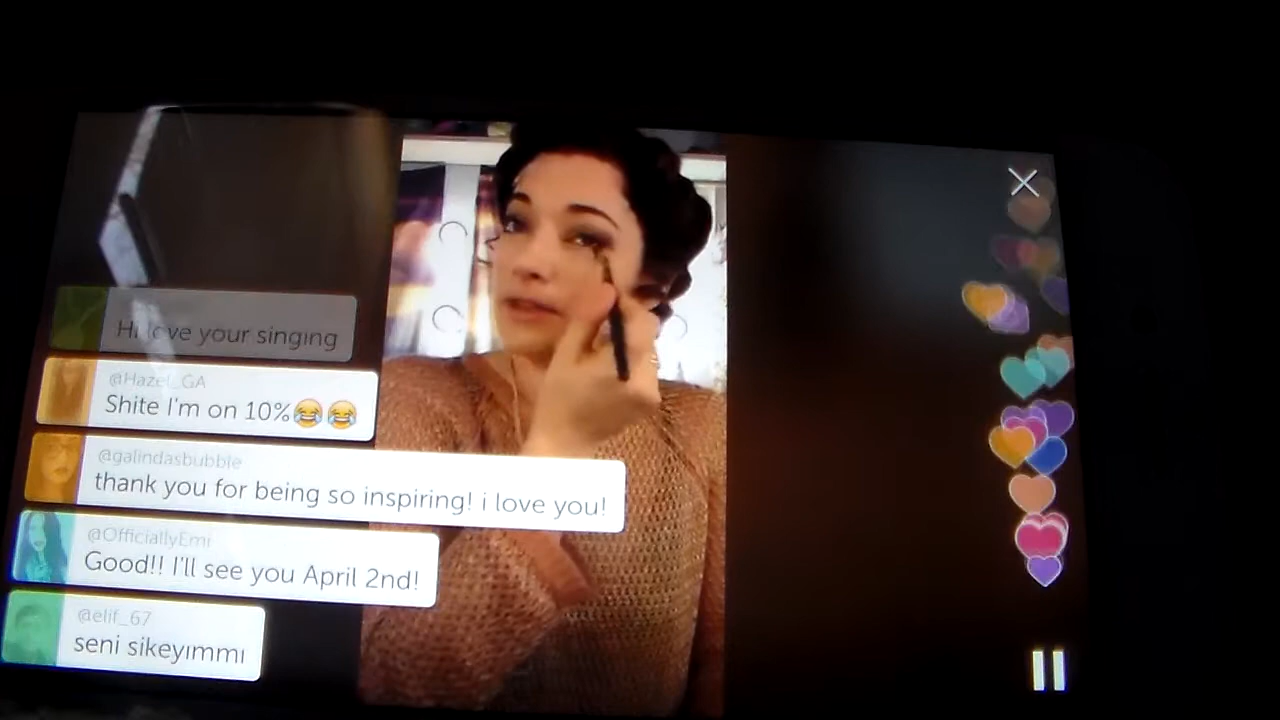 Hi love your singing
@Hazel_GA
Shite I'm on 10%😂😂
@galindasbubble
thank you for being so inspiring! i love you!
@OfficiallyEmi
Good!! I'll see you April 2nd!
@elif_67
seni sikeyımmı